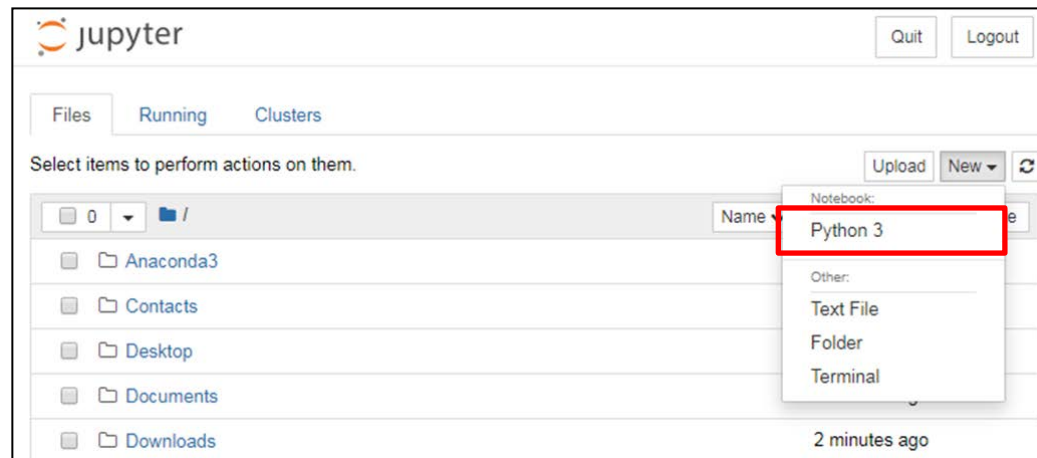 jupyter
Quit Logout
Files Running Clusters
Select items to perform actions on them.
Upload New
0 / Name
Notebook:
Python 3
Anaconda3
Other:
Contacts
Text File
Desktop
Folder
Terminal
Documents
Downloads 2 minutes ago